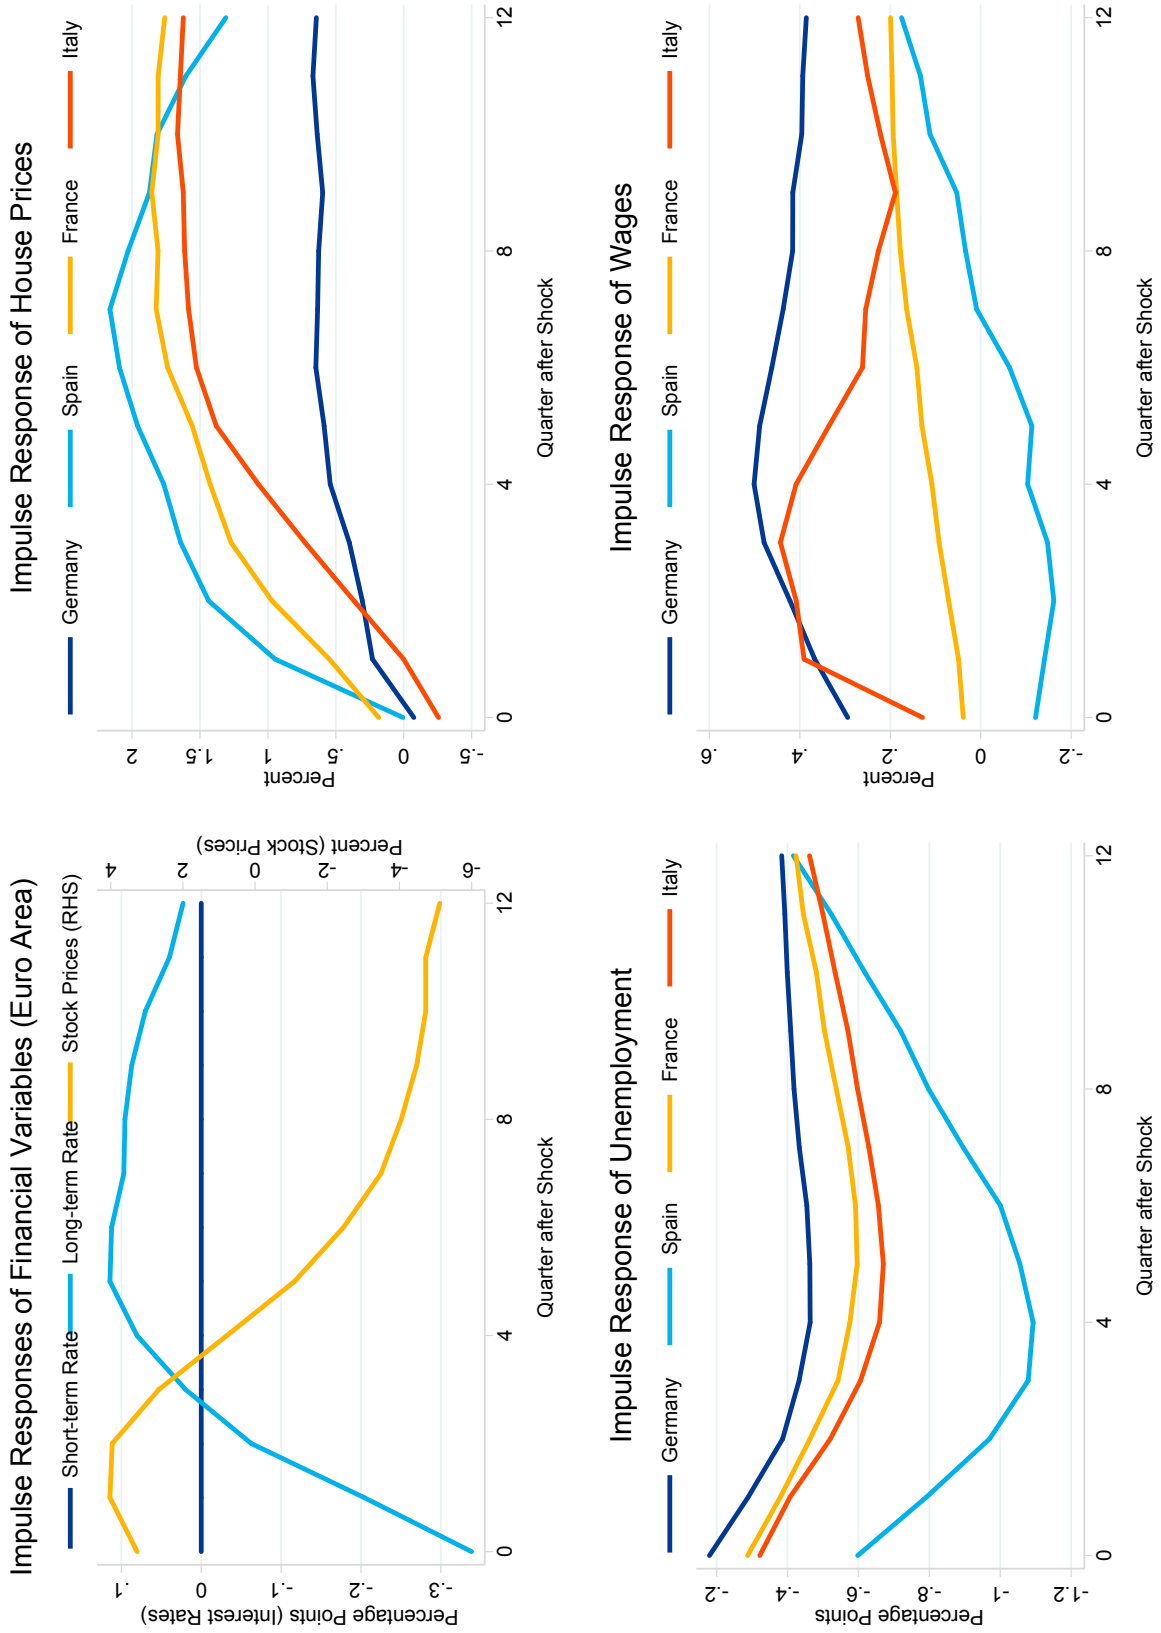 Impulse Responses of Financial Variables (Euro Area)
Short-term Rate Long-term Rate Stock Prices (RHS)
Percentage Points (Interest Rates)
.1
0
-.1
-.2
-.3
Percent (Stock Prices)
4
2
0
-2
-4
-6
0 4 8 12
Quarter after Shock
Impulse Response of House Prices
Germany Spain France Italy
Percent
2
1.5
1
.5
0
-.5
0 4 8 12
Quarter after Shock
Impulse Response of Unemployment
Germany Spain France Italy
Percentage Points
-.2
-.4
-.6
-.8
-1
-1.2
0 4 8 12
Quarter after Shock
Impulse Response of Wages
Germany Spain France Italy
Percent
.6
.4
.2
0
-.2
0 4 8 12
Quarter after Shock